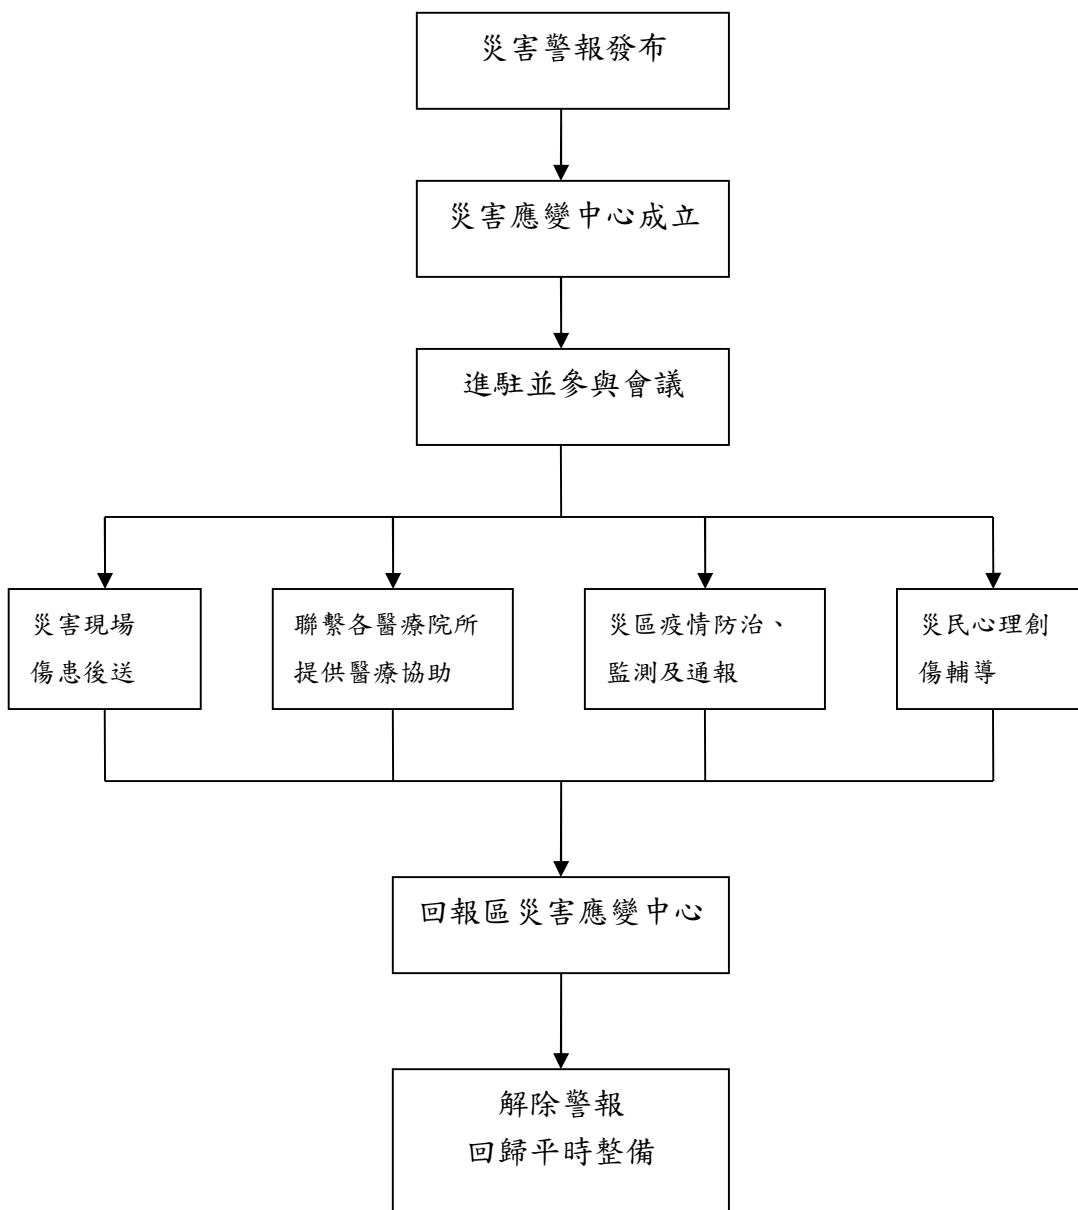 災害警報發布
災害應變中心成立
進駐並參與會議
災害現場
傷患後送
聯繫各醫療院所
提供醫療協助
災區疫情防治、
監測及通報
災民心理創
傷輔導
回報區災害應變中心
解除警報
回歸平時整備